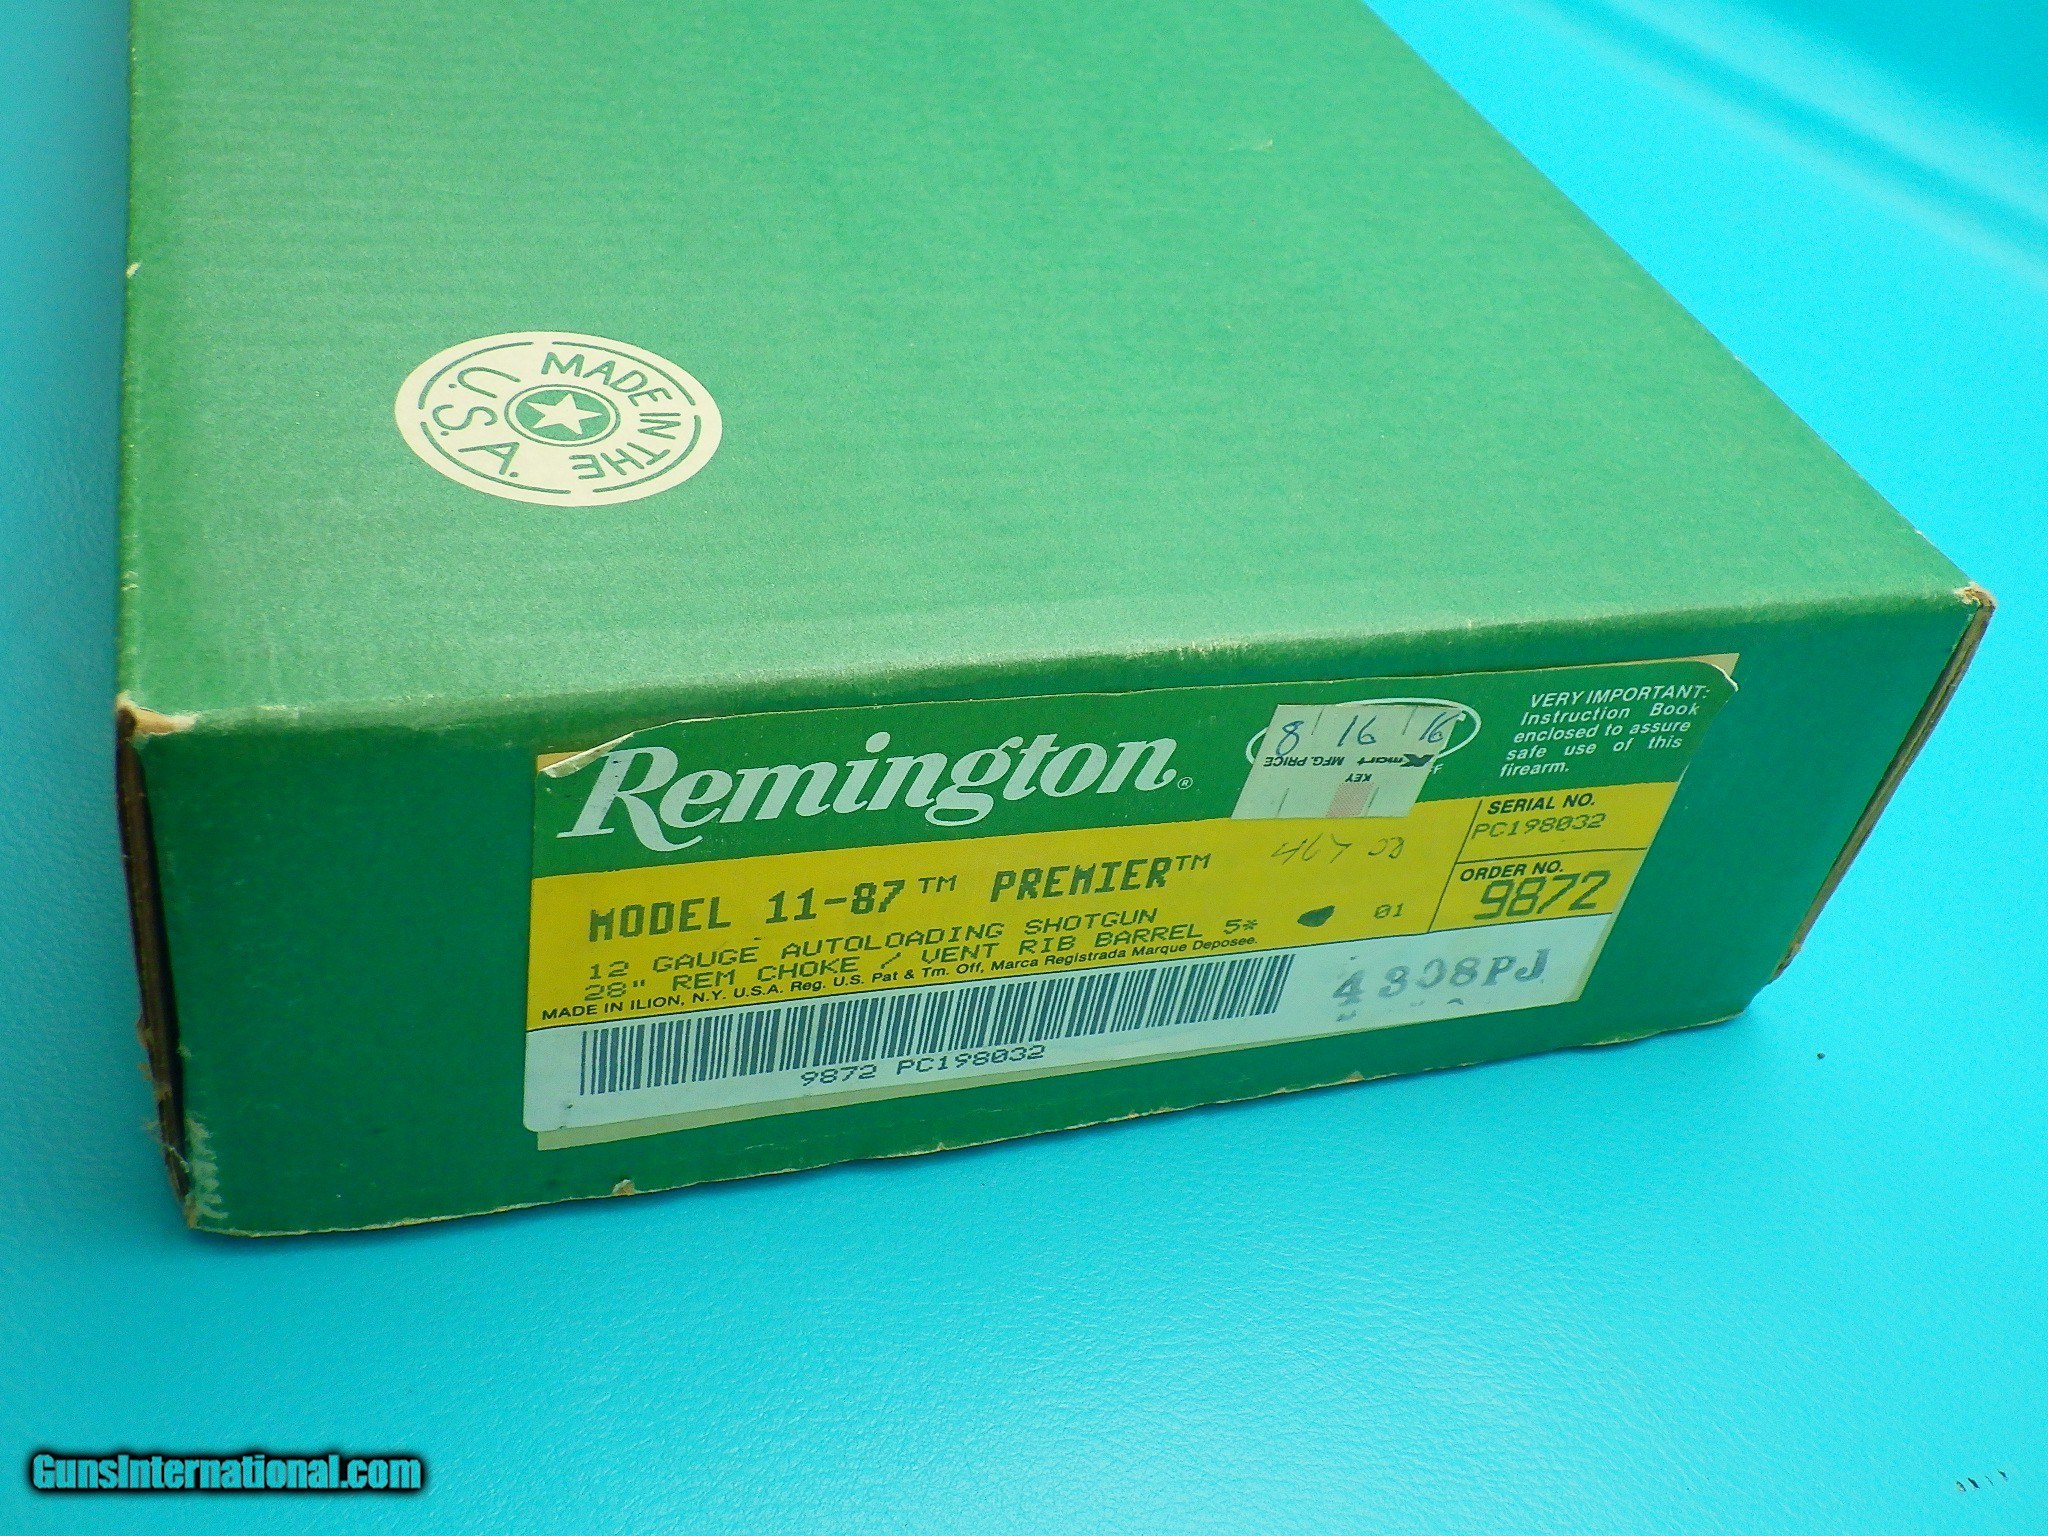 MADE IN THE
U.S.A.
Remington®
8 16 16
Kmart MFG. PRICE
KEY
FF
VERY IMPORTANT:
Instruction Book
enclosed to assure
safe use of this
firearm.
MODEL 11-87™ PREMIER™
12 GAUGE AUTOLOADING SHOTGUN
28" REM CHOKE / VENT RIB BARREL 5*
01
MADE IN ILION, N.Y. U.S.A. Reg. U.S. Pat & Tm. Off, Marca Registrada Marque Deposee.
SERIAL NO.
PC198032
ORDER NO.
9872
9872 PC198032
4308PJ
GunsInternational.com